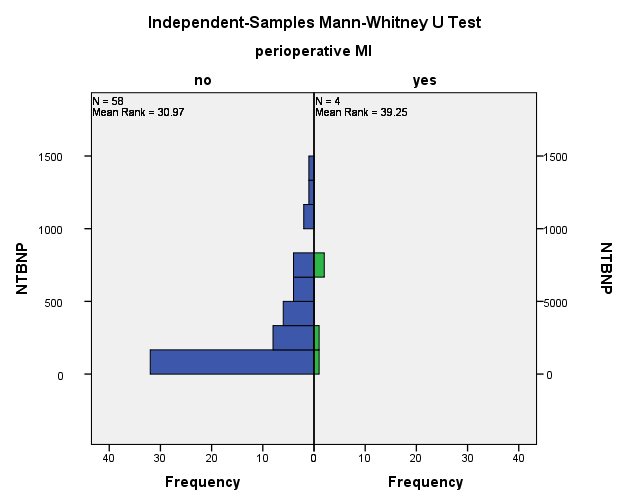 Independent-Samples Mann-Whitney U Test
perioperative MI
no
yes
N = 58
Mean Rank = 30.97
N = 4
Mean Rank = 39.25
1500
1000
500
0
NTBNP
1500
1000
5000
0
NTBNP
40 30 20 10 0 10 20 30 40
Frequency
Frequency